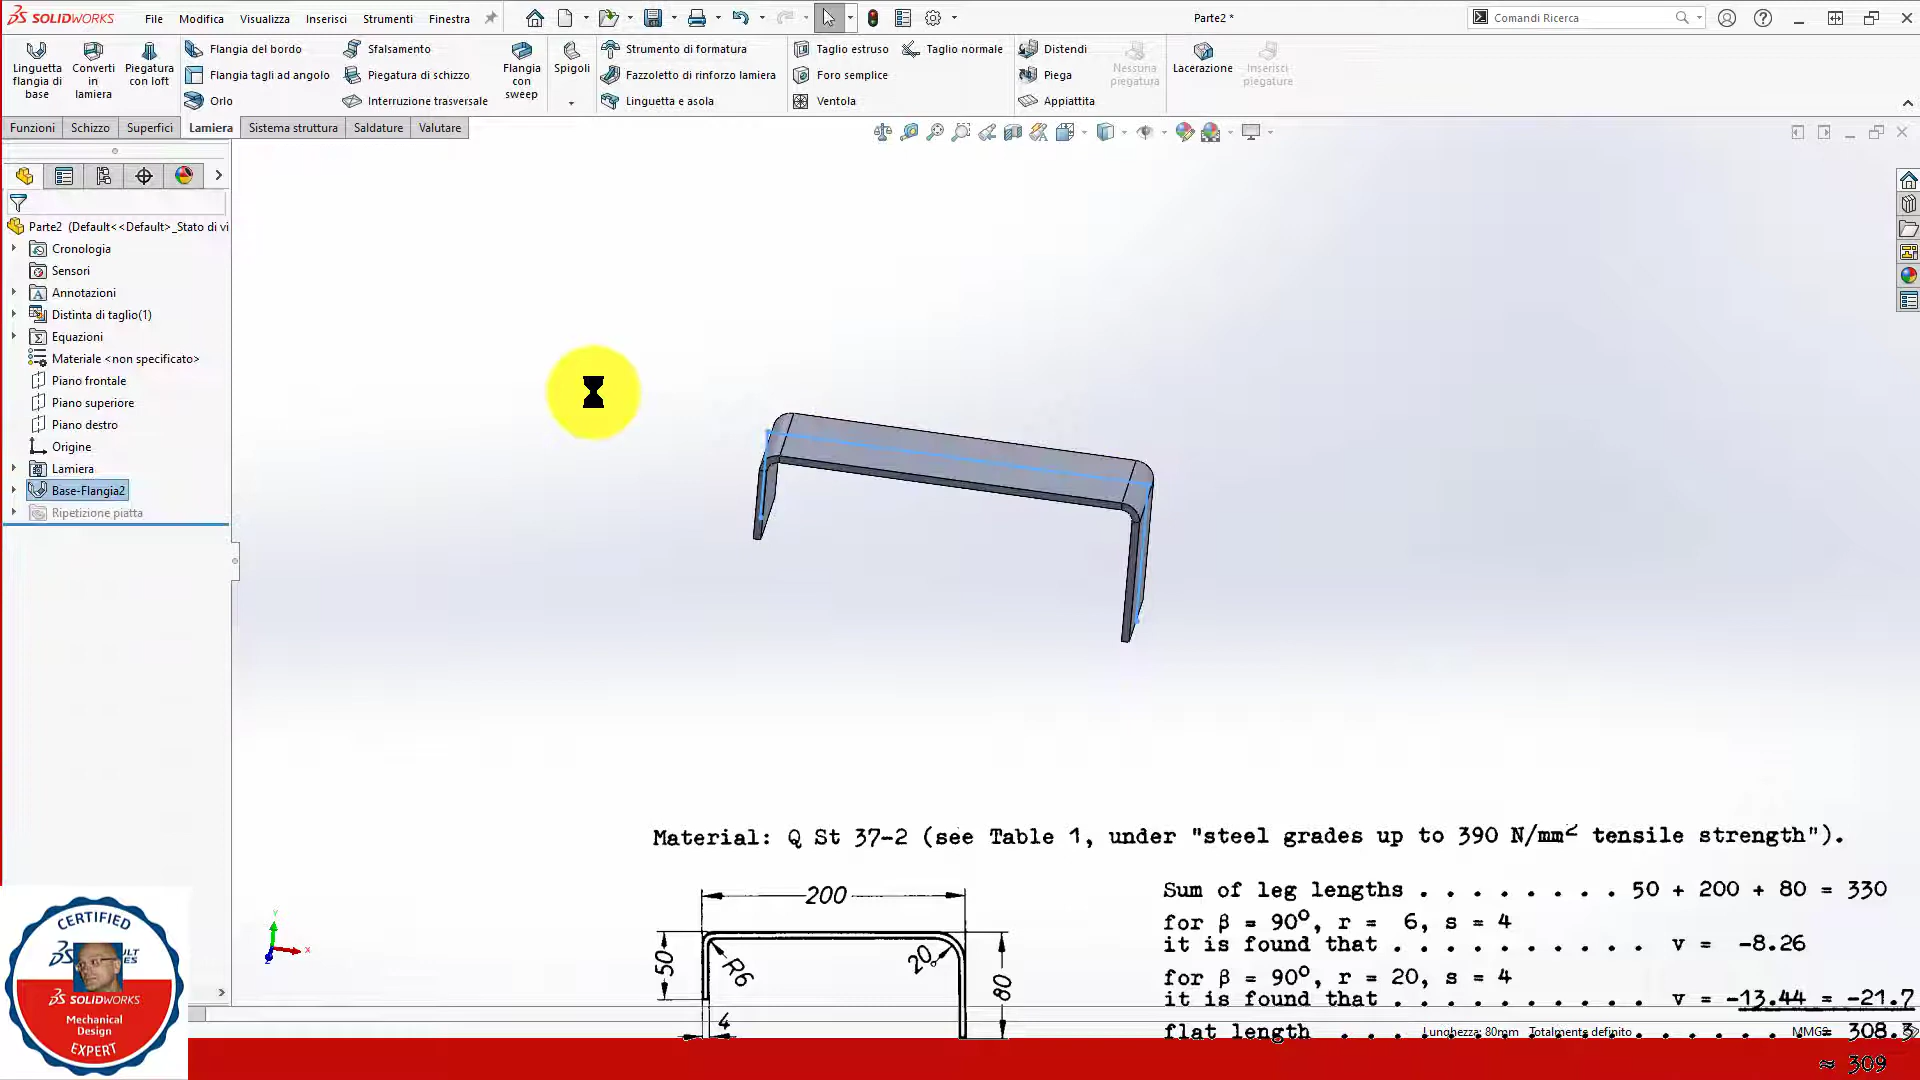 SOLIDWORKS
File
Modifica
Visualizza
Inserisci
Strumenti
Finestra
Parte2 *
Comandi Ricerca
Linguetta flangia di base
Converti in lamiera
Piegatura con loft
Flangia del bordo
Flangia tagli ad angolo
Orlo
Sfalsamento
Piegatura di schizzo
Interruzione trasversale
Flangia con sweep
Spigoli
Strumento di formatura
Fazzoletto di rinforzo lamiera
Linguetta e asola
Taglio estruso
Foro semplice
Ventola
Taglio normale
Distendi
Piega
Appiattita
Nessuna piegatura
Lacerazione
Inserisci piegature
Funzioni
Schizzo
Superfici
Lamiera
Sistema struttura
Saldature
Valutare
Parte2 (Default<<Default>_Stato di vi
Cronologia
Sensori
Annotazioni
Distinta di taglio(1)
Equazioni
Materiale <non specificato>
Piano frontale
Piano superiore
Piano destro
Origine
Lamiera
Base-Flangia2
Ripetizione piatta
Material: Q St 37-2 (see Table 1, under "steel grades up to 390 N/mm² tensile strength").
200
50
R6
20
80
4
Sum of leg lengths . . . . . . . . 50 + 200 + 80 = 330
for β = 90°, r = 6, s = 4
it is found that . . . . . . . . . . v = -8.26
for β = 90°, r = 20, s = 4
it is found that . . . . . . . . . . v = -13.44 = -21.7
flat length . . . . . . . . . . . . . . = 308.3
≈ 309
Lunghezza: 80mm
Totalmente definito
MMGS
Y
X
Z
CERTIFIED
SOLIDWORKS
Mechanical
Design
EXPERT